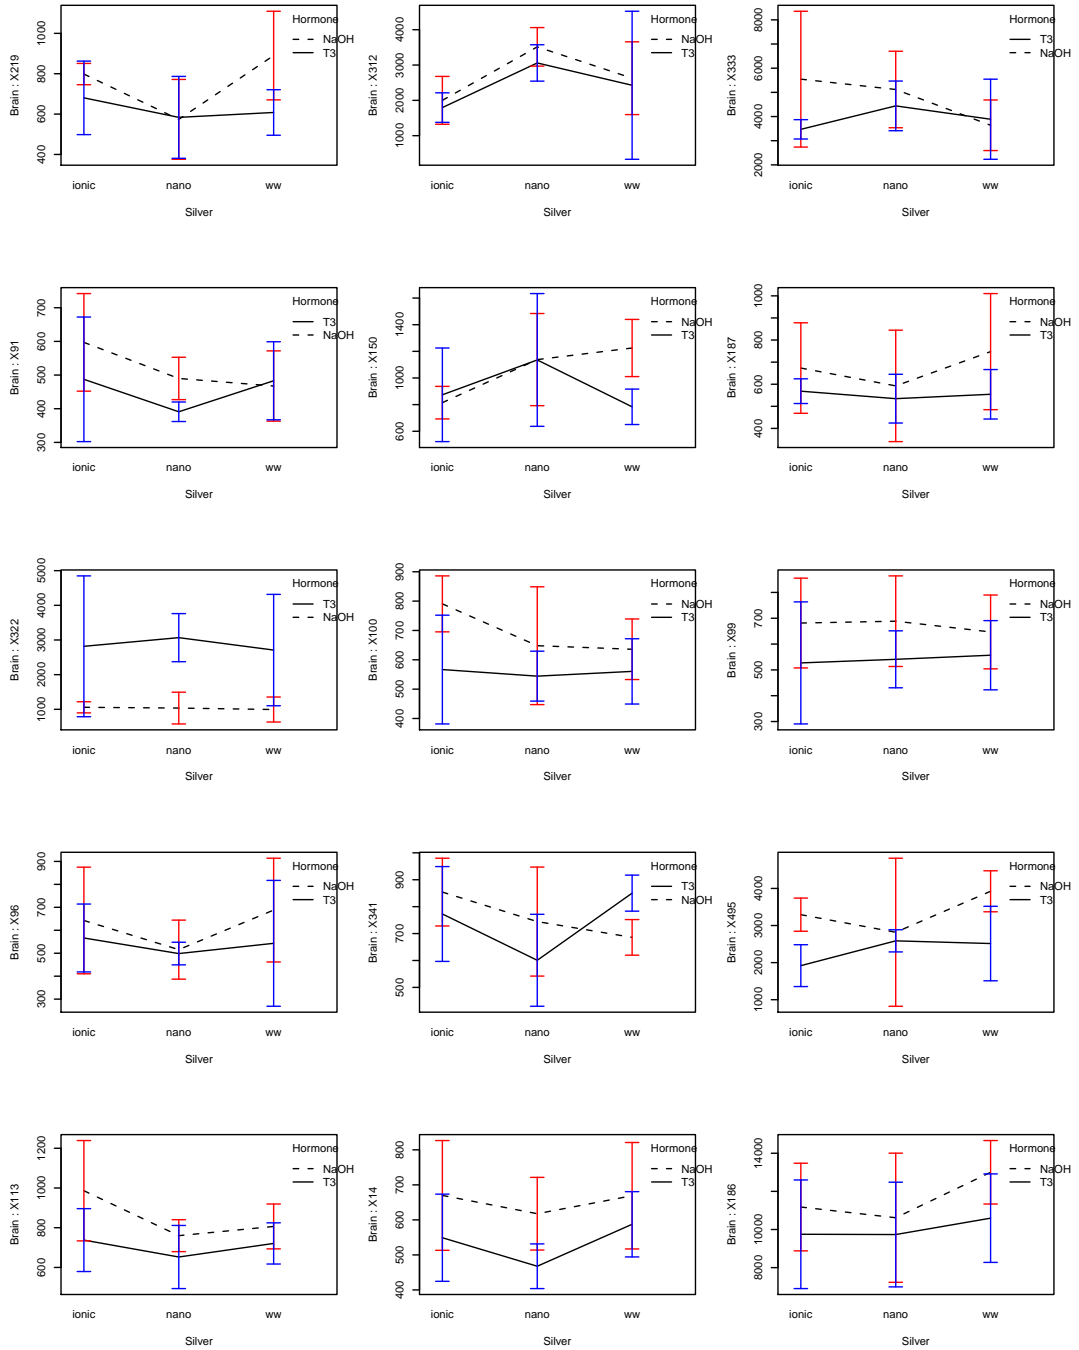 Brain : X219
400 600 800 1000
ionic nano ww
Silver
Hormone
NaOH
T3
Brain : X312
1000 2000 3000 4000
ionic nano ww
Silver
Hormone
NaOH
T3
Brain : X333
2000 4000 6000 8000
ionic nano ww
Silver
Hormone
T3
NaOH
Brain : X91
300 400 500 600 700
ionic nano ww
Silver
Hormone
T3
NaOH
Brain : X150
600 1000 1400
ionic nano ww
Silver
Hormone
NaOH
T3
Brain : X187
400 600 800 1000
ionic nano ww
Silver
Hormone
NaOH
T3
Brain : X322
1000 2000 3000 4000 5000
ionic nano ww
Silver
Hormone
T3
NaOH
Brain : X100
400 500 600 700 800 900
ionic nano ww
Silver
Hormone
NaOH
T3
Brain : X99
300 500 700
ionic nano ww
Silver
Hormone
NaOH
T3
Brain : X96
300 500 700 900
ionic nano ww
Silver
Hormone
NaOH
T3
Brain : X341
500 700 900
ionic nano ww
Silver
Hormone
T3
NaOH
Brain : X495
1000 2000 3000 4000
ionic nano ww
Silver
Hormone
NaOH
T3
Brain : X113
600 800 1000 1200
ionic nano ww
Silver
Hormone
NaOH
T3
Brain : X14
400 500 600 700 800
ionic nano ww
Silver
Hormone
NaOH
T3
Brain : X186
8000 10000 14000
ionic nano ww
Silver
Hormone
NaOH
T3